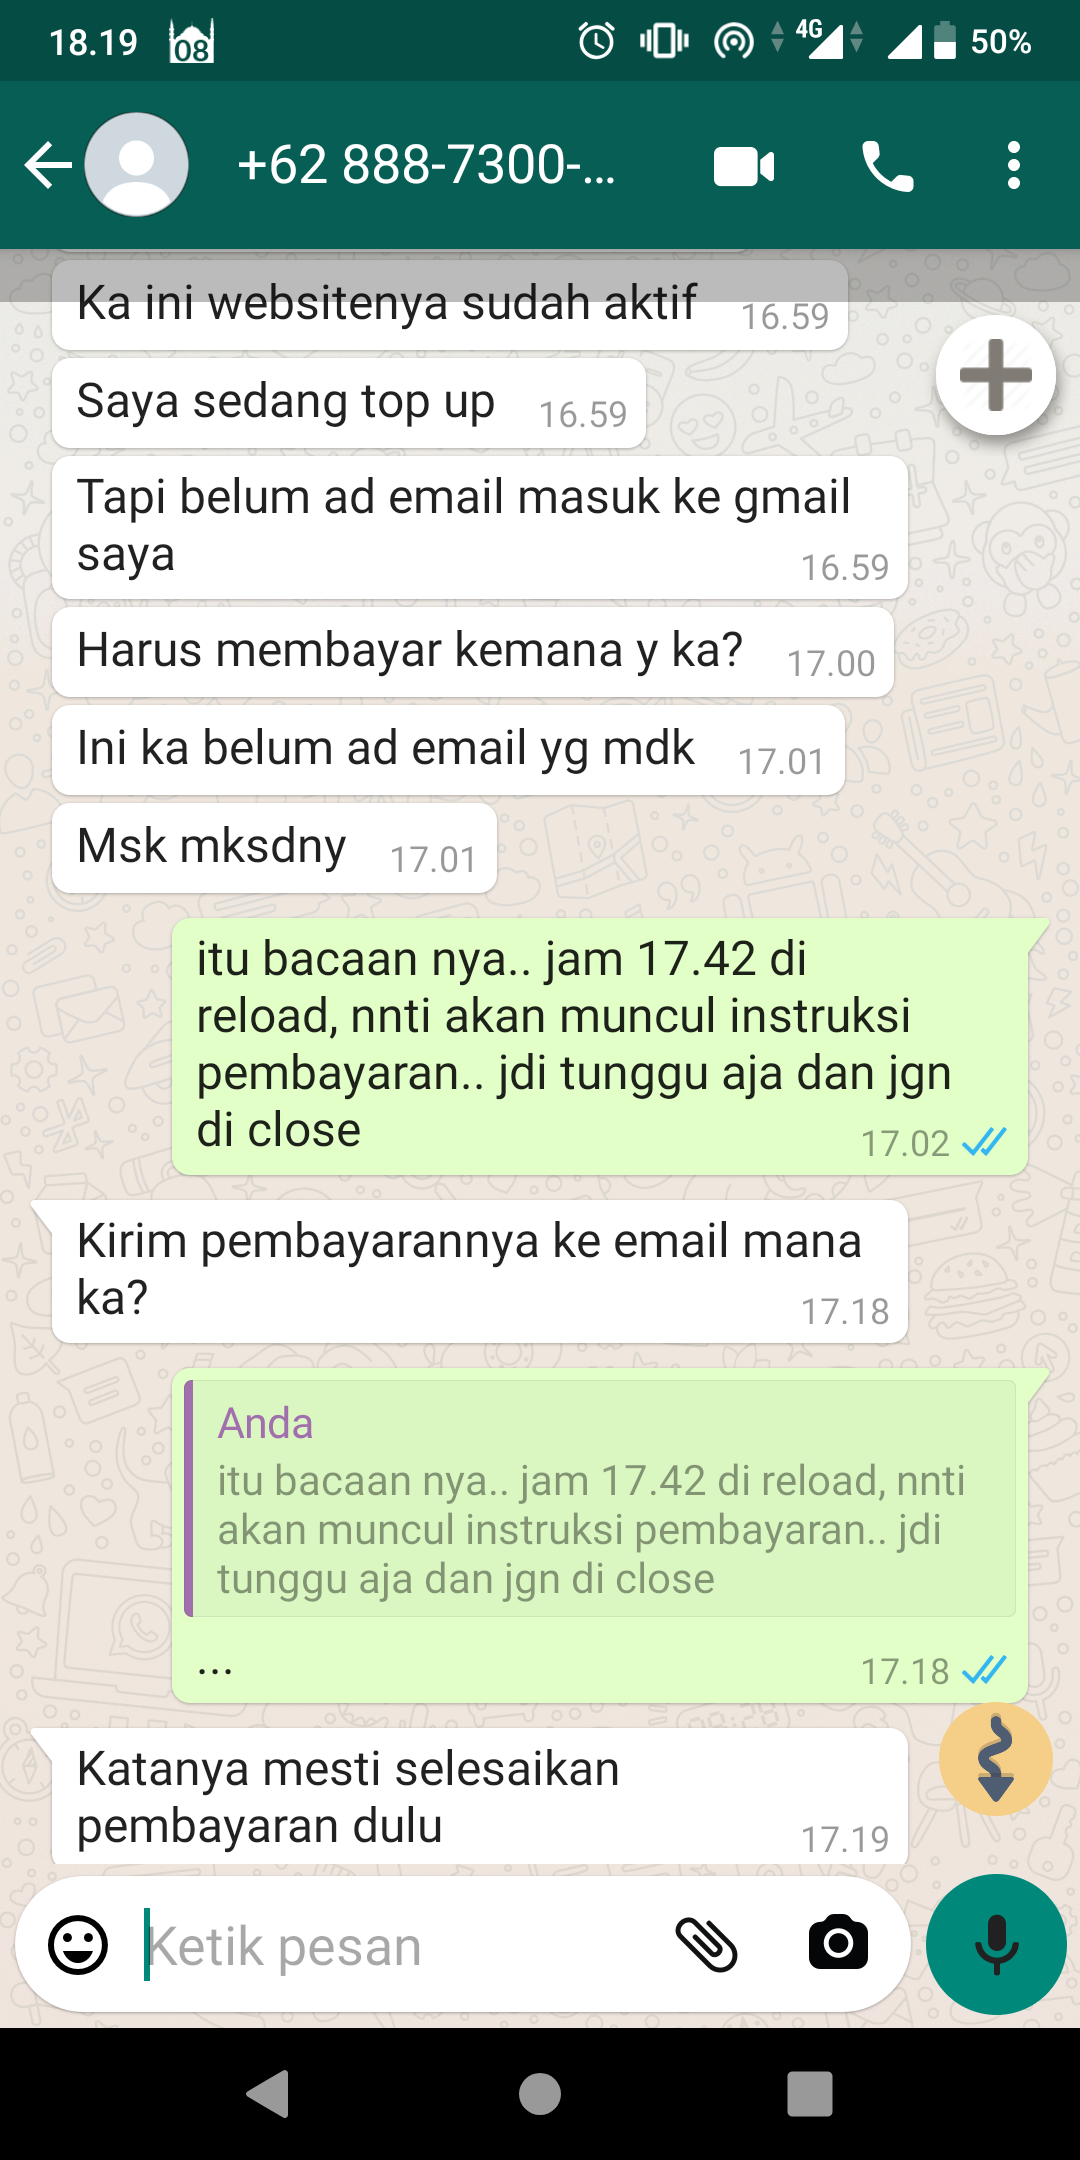 18.19
08
4G
50%
+62 888-7300-...
Ka ini websitenya sudah aktif
16.59
Saya sedang top up
16.59
Tapi belum ad email masuk ke gmail
saya
16.59
Harus membayar kemana y ka?
17.00
Ini ka belum ad email yg mdk
17.01
Msk mksdny
17.01
itu bacaan nya.. jam 17.42 di
reload, nnti akan muncul instruksi
pembayaran.. jdi tunggu aja dan jgn
di close
17.02
Kirim pembayarannya ke email mana
ka?
17.18
Anda
itu bacaan nya.. jam 17.42 di reload, nnti
akan muncul instruksi pembayaran.. jdi
tunggu aja dan jgn di close
...
17.18
Katanya mesti selesaikan
pembayaran dulu
17.19
Ketik pesan